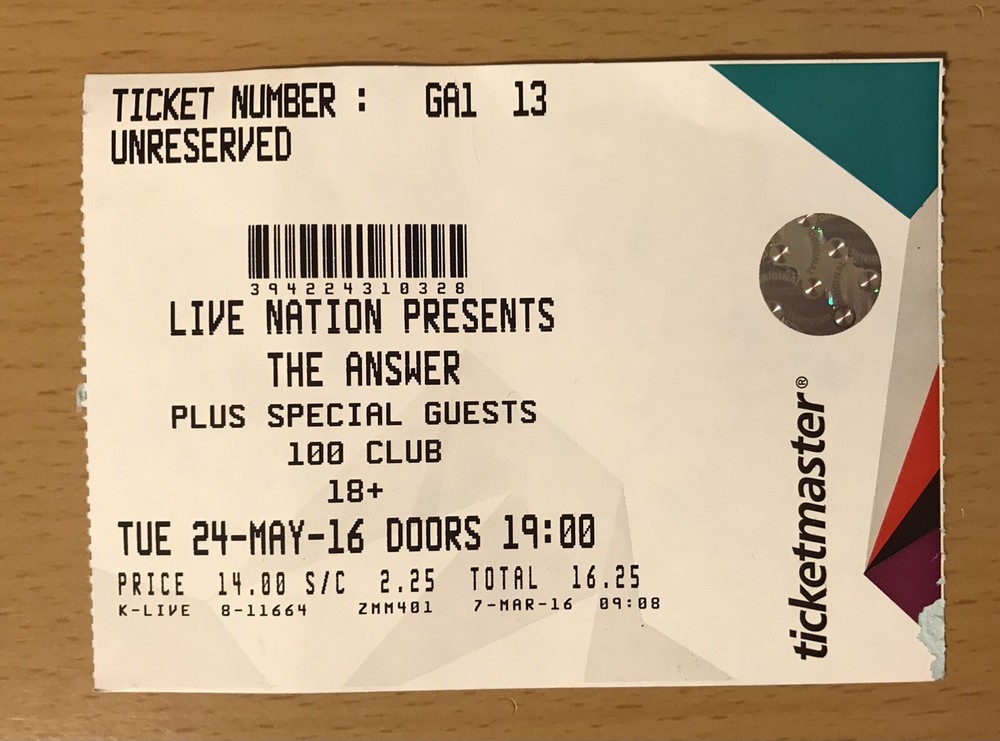 TICKET NUMBER : GA1 13
UNRESERVED
394224310328
LIVE NATION PRESENTS
THE ANSWER
PLUS SPECIAL GUESTS
100 CLUB
18+
TUE 24-MAY-16 DOORS 19:00
PRICE 14.00 S/C 2.25 TOTAL 16.25
K-LIVE 8-11664 ZMM401 7-MAR-16 09:08
ticketmaster®